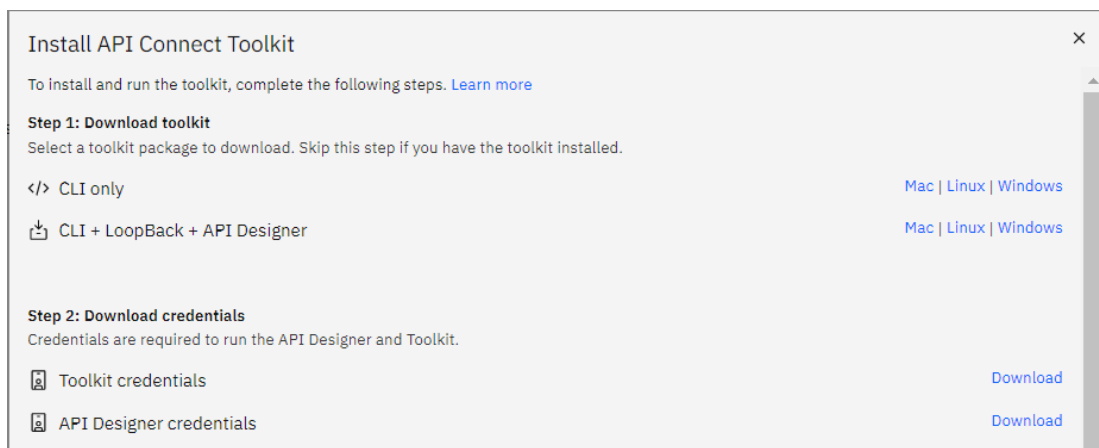 Install API Connect Toolkit
To install and run the toolkit, complete the following steps. Learn more
Step 1: Download toolkit
Select a toolkit package to download. Skip this step if you have the toolkit installed.
</> CLI only Mac | Linux | Windows
CLI + LoopBack + API Designer Mac | Linux | Windows
Step 2: Download credentials
Credentials are required to run the API Designer and Toolkit.
Toolkit credentials Download
API Designer credentials Download